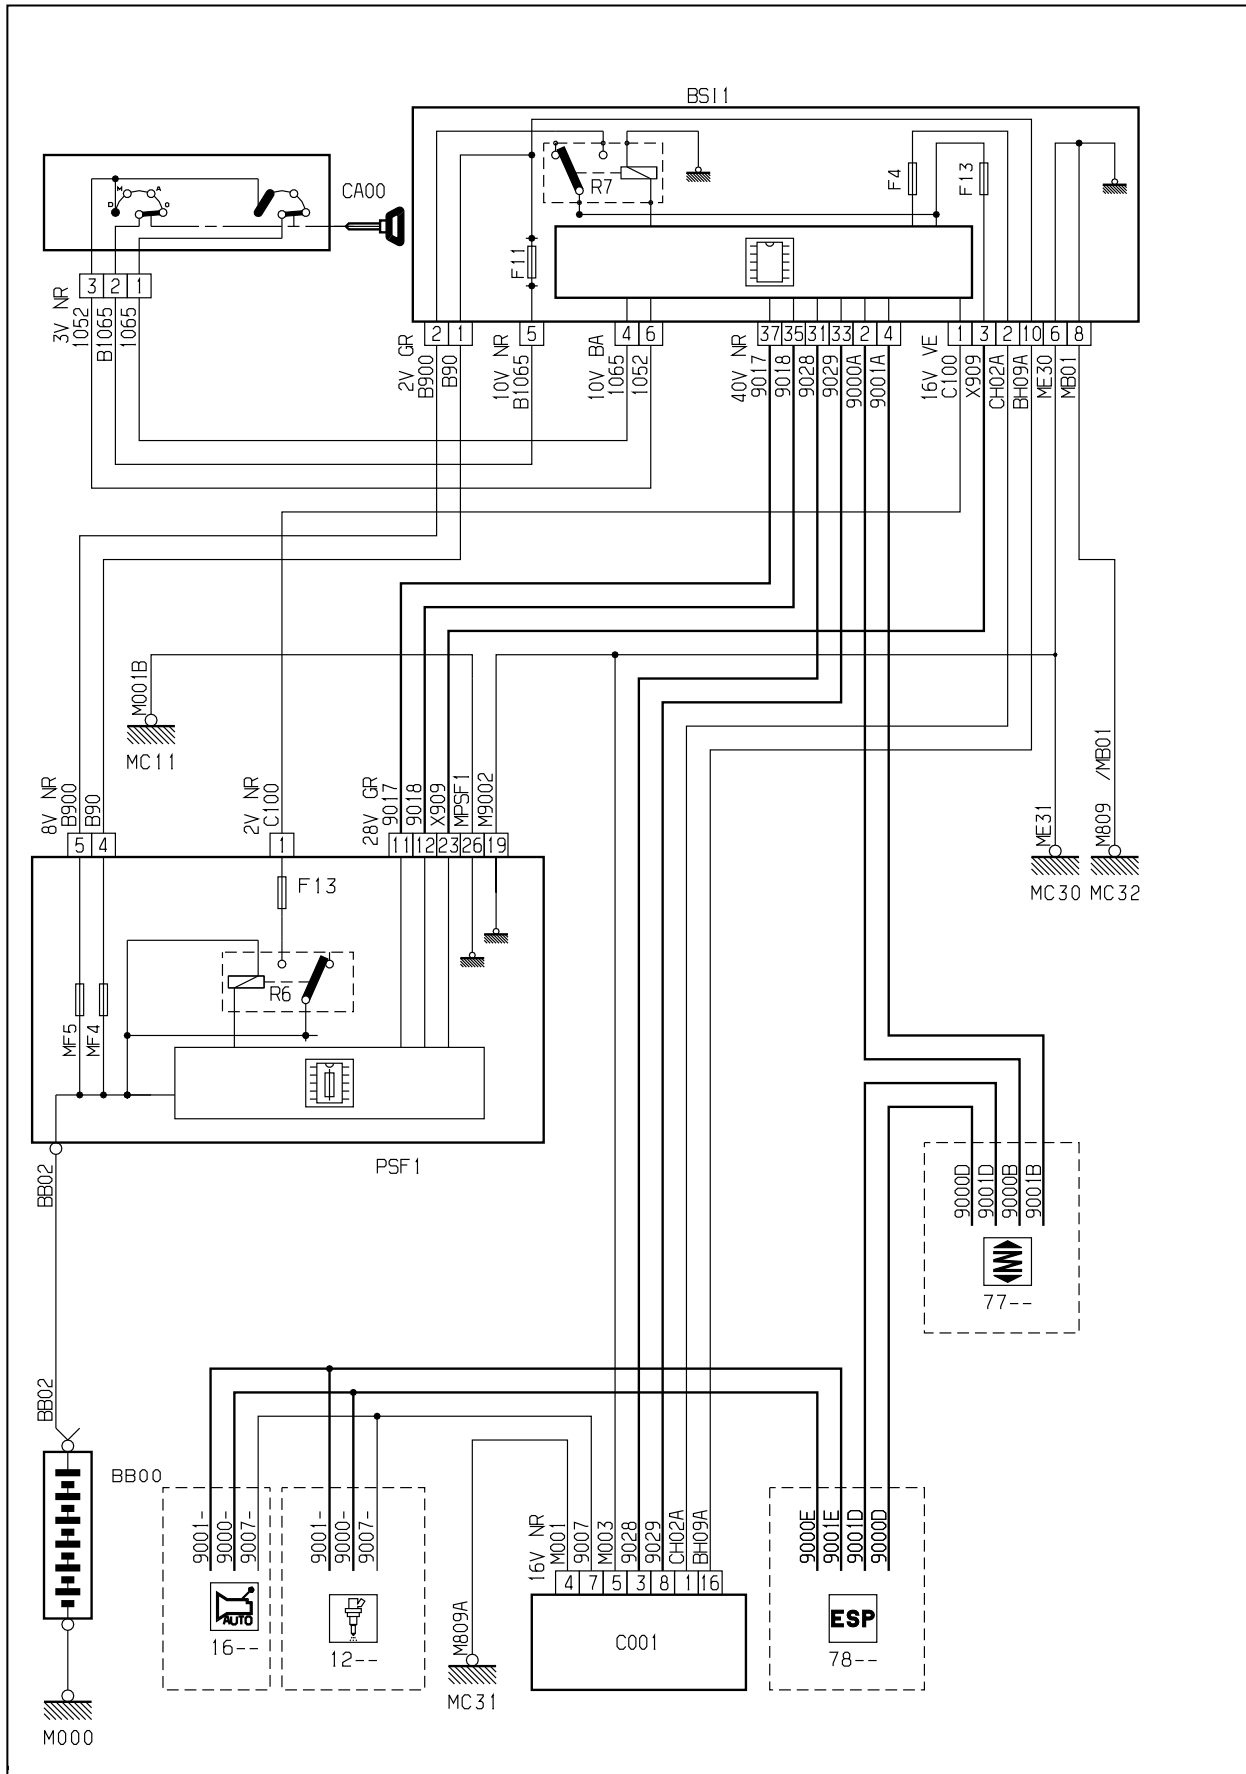 BSI1
CA00
M
A
D
O
R7
F4
F13
F11
3
2
1
3V NR
1052
B1065
1065
2
1
5
4
6
37
35
31
33
2
4
1
3
2
10
6
8
2V GR
B900
B90
10V NR
B1065
10V BA
1065
1052
40V NR
9017
9018
9028
9029
9000A
9001A
16V VE
C100
X909
CH02A
BH09A
ME30
MB01
M001B
MC11
8V NR
B900
B90
2V NR
C100
28V GR
9017
9018
X909
MPSF1
M9002
ME31
M809 /MB01
5
4
1
11
12
23
26
19
MC30
MC32
F13
R6
MF5
MF4
PSF1
BB02
9000D
9001D
9000B
9001B
77--
BB02
BB00
9001-
9000-
9007-
9001-
9000-
9007-
16V NR
M001
9007
M003
9028
9029
CH02A
BH09A
9000E
9001E
9001D
9000D
4
7
5
3
8
1
16
AUTO
16--
12--
M809A
C001
ESP
78--
MC31
M000